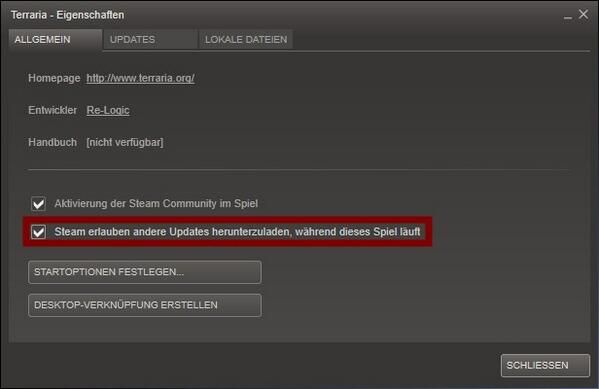 Terraria - Eigenschaften
ALLGEMEIN UPDATES LOKALE DATEIEN
Homepage http://www.terraria.org/
Entwickler Re-Logic
Handbuch [nicht verfügbar]
Aktivierung der Steam Community im Spiel
Steam erlauben andere Updates herunterzuladen, während dieses Spiel läuft
STARTOPTIONEN FESTLEGEN...
DESKTOP-VERKNÜPFUNG ERSTELLEN
SCHLIESSEN